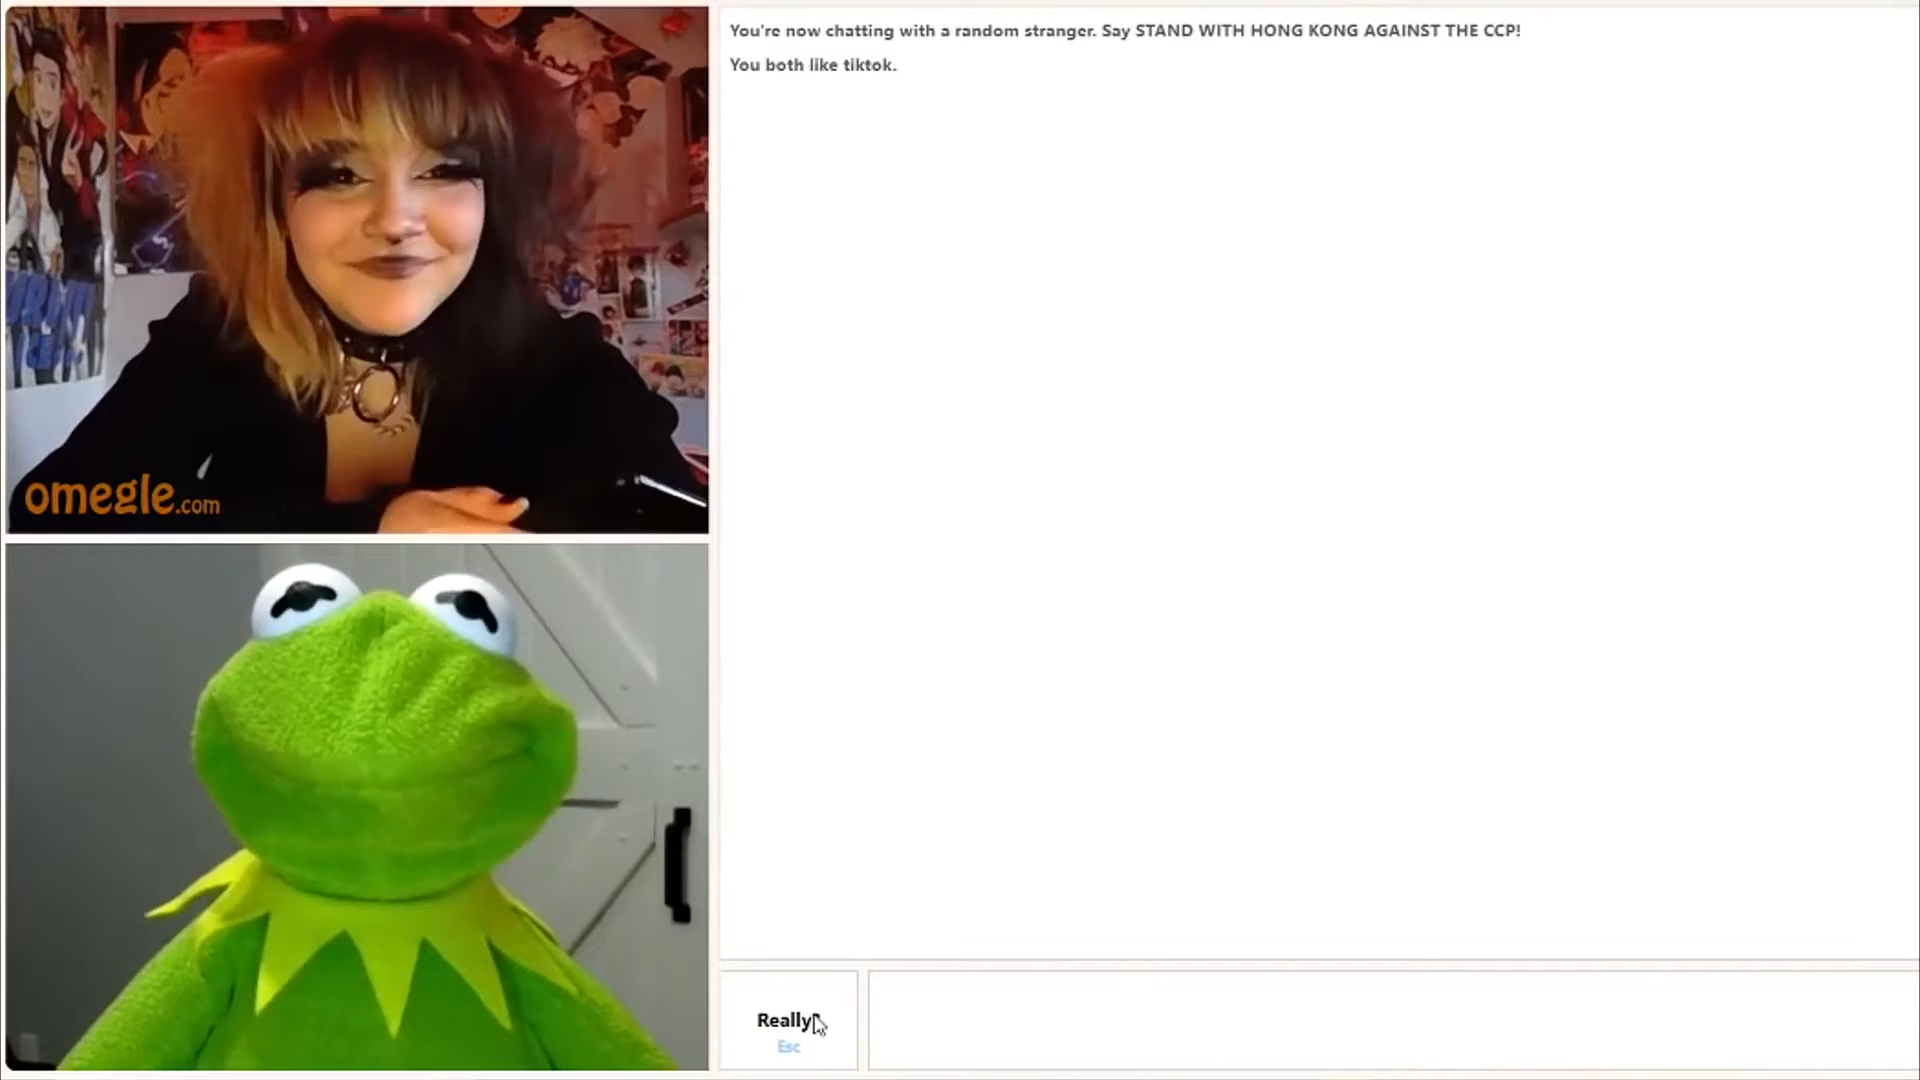 You're now chatting with a random stranger. Say STAND WITH HONG KONG AGAINST THE CCP!
You both like tiktok.
omegle.com
Really?
Esc